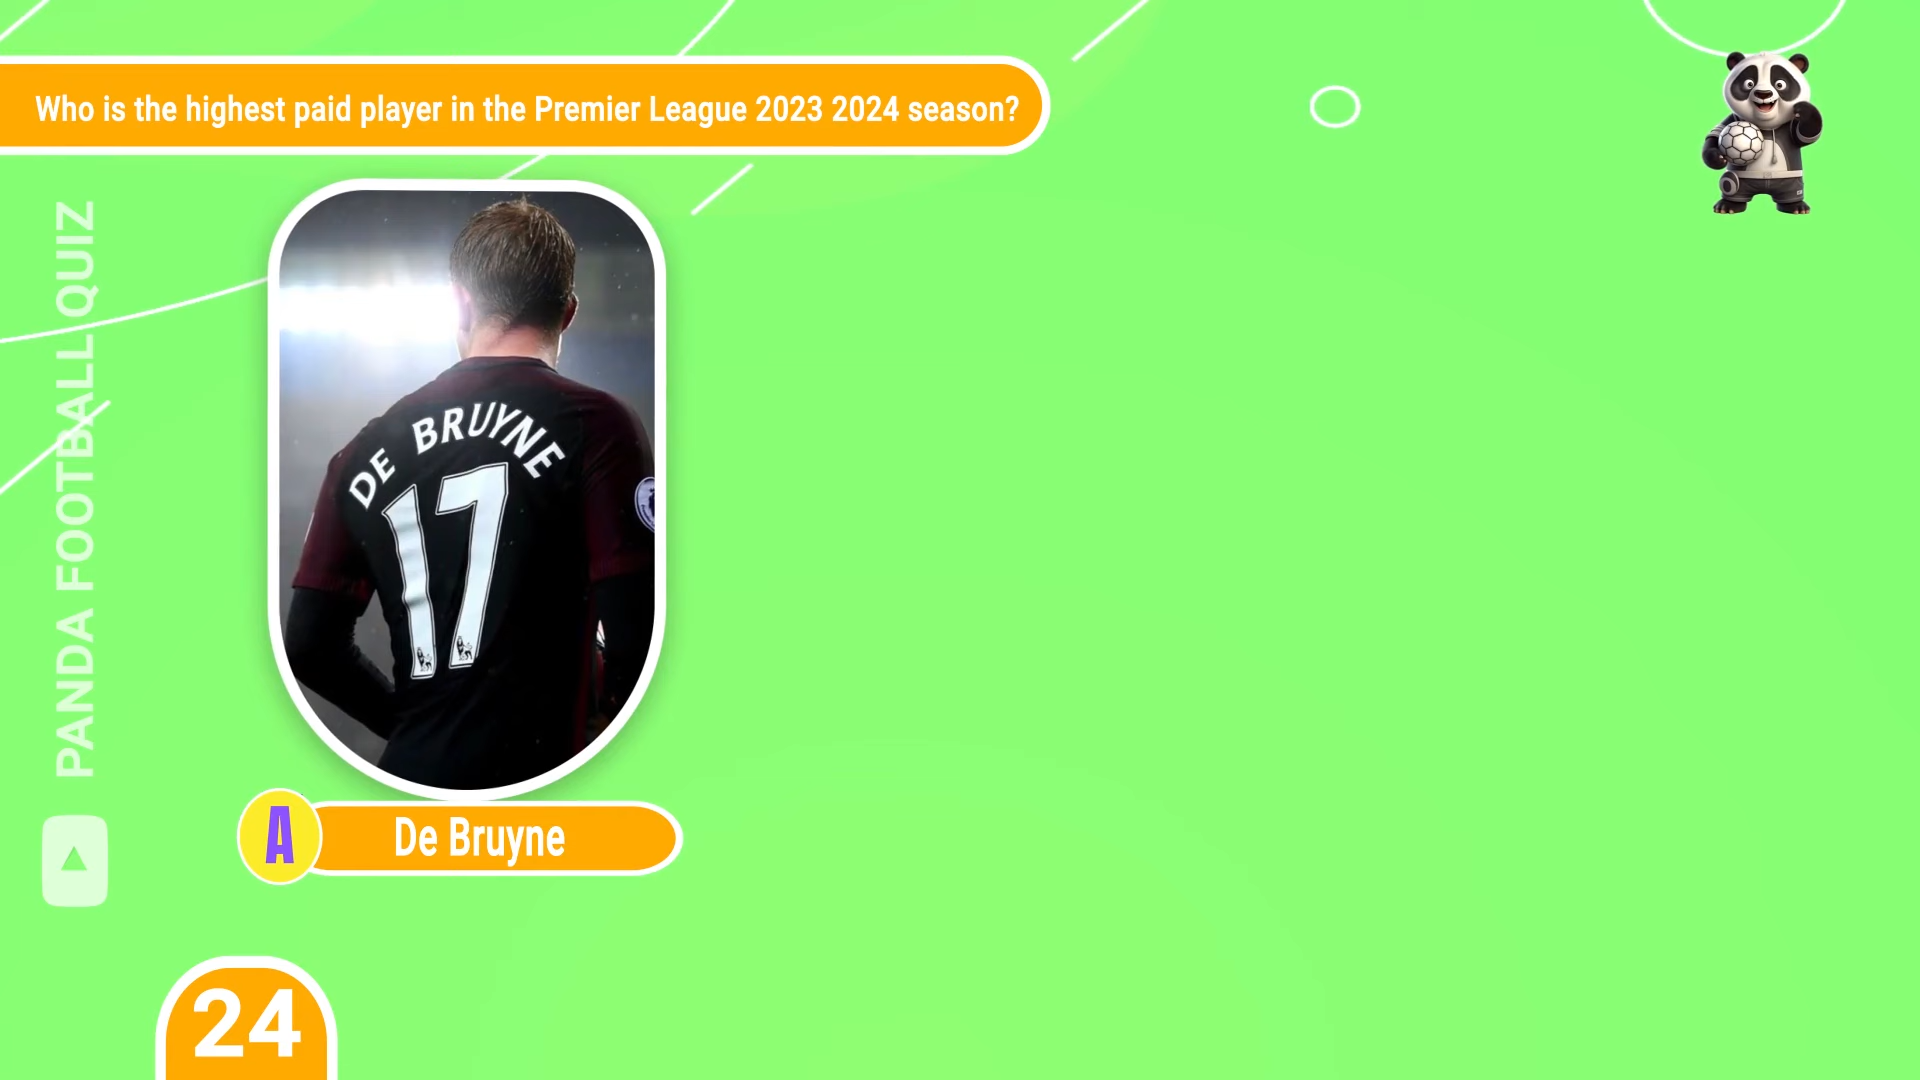 Who is the highest paid player in the Premier League 2023 2024 season?
PANDA FOOTBALL QUIZ
DE BRUYNE
17
A
De Bruyne
24